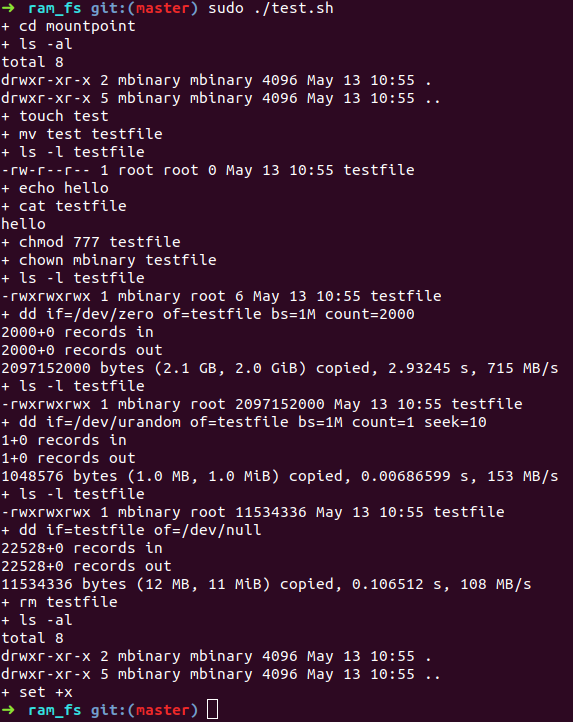 ➜ ram_fs git:(master) sudo ./test.sh
+ cd mountpoint
+ ls -al
total 8
drwxr-xr-x 2 mbinary mbinary 4096 May 13 10:55 .
drwxr-xr-x 5 mbinary mbinary 4096 May 13 10:55 ..
+ touch test
+ mv test testfile
+ ls -l testfile
-rw-r--r-- 1 root root 0 May 13 10:55 testfile
+ echo hello
+ cat testfile
hello
+ chmod 777 testfile
+ chown mbinary testfile
+ ls -l testfile
-rwxrwxrwx 1 mbinary root 6 May 13 10:55 testfile
+ dd if=/dev/zero of=testfile bs=1M count=2000
2000+0 records in
2000+0 records out
2097152000 bytes (2.1 GB, 2.0 GiB) copied, 2.93245 s, 715 MB/s
+ ls -l testfile
-rwxrwxrwx 1 mbinary root 2097152000 May 13 10:55 testfile
+ dd if=/dev/urandom of=testfile bs=1M count=1 seek=10
1+0 records in
1+0 records out
1048576 bytes (1.0 MB, 1.0 MiB) copied, 0.00686599 s, 153 MB/s
+ ls -l testfile
-rwxrwxrwx 1 mbinary root 11534336 May 13 10:55 testfile
+ dd if=testfile of=/dev/null
22528+0 records in
22528+0 records out
11534336 bytes (12 MB, 11 MiB) copied, 0.106512 s, 108 MB/s
+ rm testfile
+ ls -al
total 8
drwxr-xr-x 2 mbinary mbinary 4096 May 13 10:55 .
drwxr-xr-x 5 mbinary mbinary 4096 May 13 10:55 ..
+ set +x
➜ ram_fs git:(master)